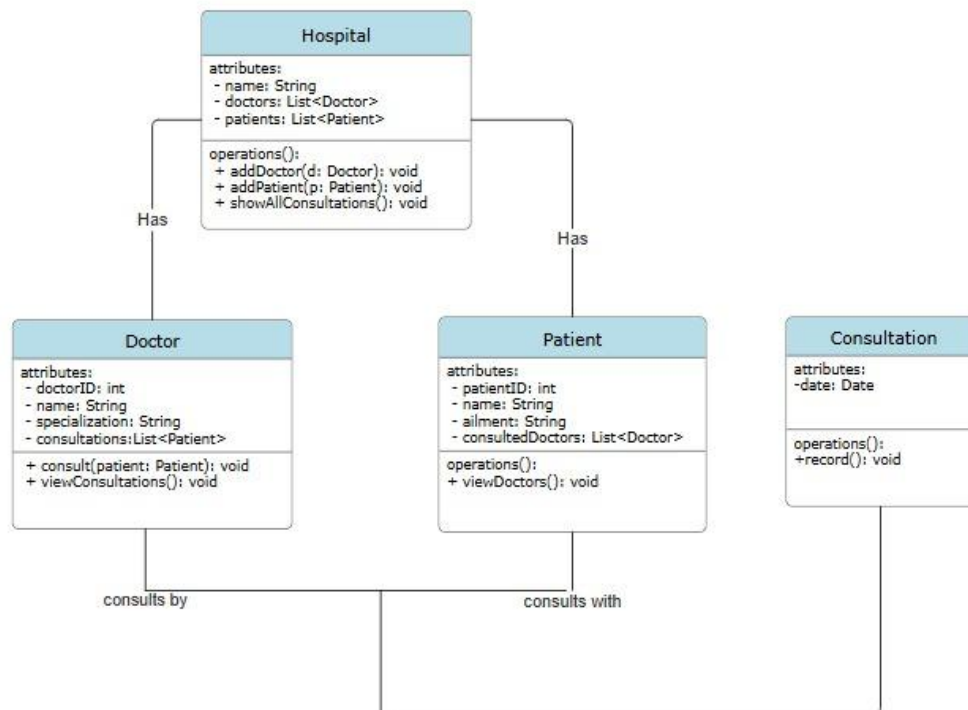 Hospital
attributes:
- name: String
- doctors: List<Doctor>
- patients: List<Patient>
operations():
+ addDoctor(d: Doctor): void
+ addPatient(p: Patient): void
+ showAllConsultations(): void
Has
Has
Doctor
attributes:
- doctorID: int
- name: String
- specialization: String
- consultations:List<Patient>
+ consult(patient: Patient): void
+ viewConsultations(): void
Patient
attributes:
- patientID: int
- name: String
- ailment: String
- consultedDoctors: List<Doctor>
operations():
+ viewDoctors(): void
Consultation
attributes:
-date: Date
operations():
+record(): void
consults by
consults with